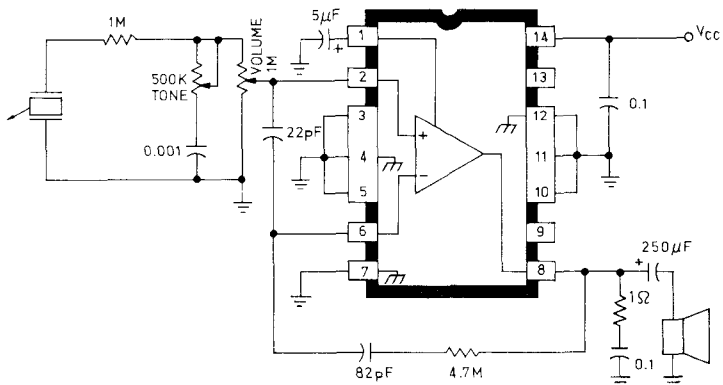 1M
500K
TONE
0.001
VOLUME
1M
22pF
5µF
+
1
2
3
4
5
6
7
+
−
14
13
12
11
10
9
8
VCC
0.1
+
250µF
1Ω
0.1
82pF
4.7M